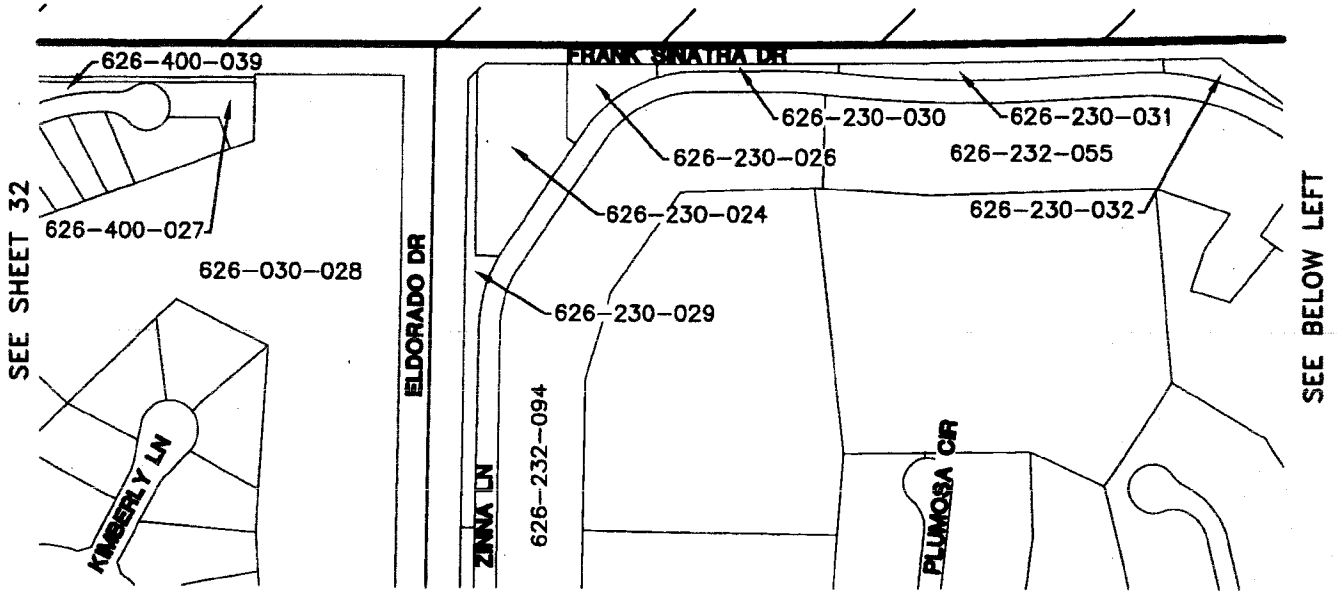 FRANK SINATRA DR
626-400-039
626-230-030
626-230-031
626-230-026
626-232-055
626-230-024
626-230-032
626-400-027
626-030-028
626-230-029
SEE SHEET 32
ELDORADO DR
SEE BELOW LEFT
626-232-094
ZINNA LN
KIMBERLY LN
PLUMOSA CIR